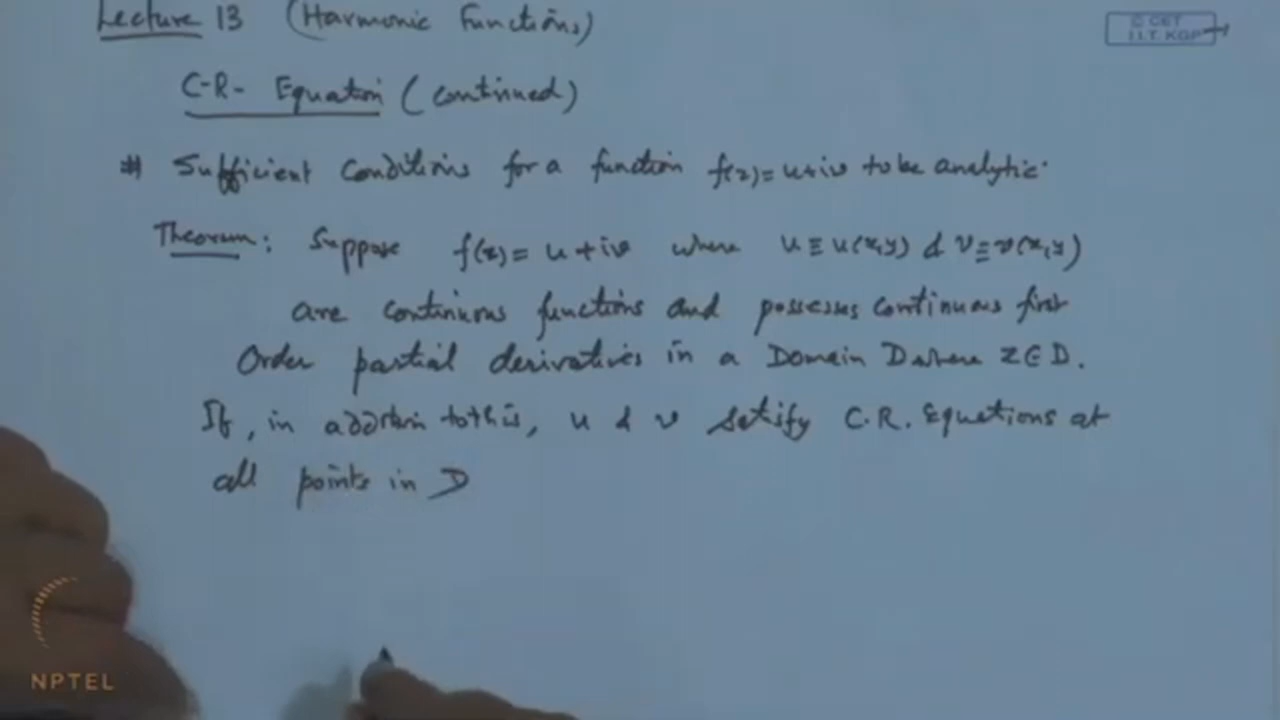 Lecture 13 (Harmonic Functions)
© CET
I.I.T. KGP
C-R- Equation (continued)
# Sufficient Conditions for a function f(z)= u+iv to be analytic.
Theorem: Suppose f(z)= u+iv where u≡u(x,y) & v≡v(x,y)
are continuous functions and possesses continuous first
Order partial derivatives in a Domain D where z∈D.
If, in addition to this, u & v satisfy C.R. Equations at
all points in D
NPTEL